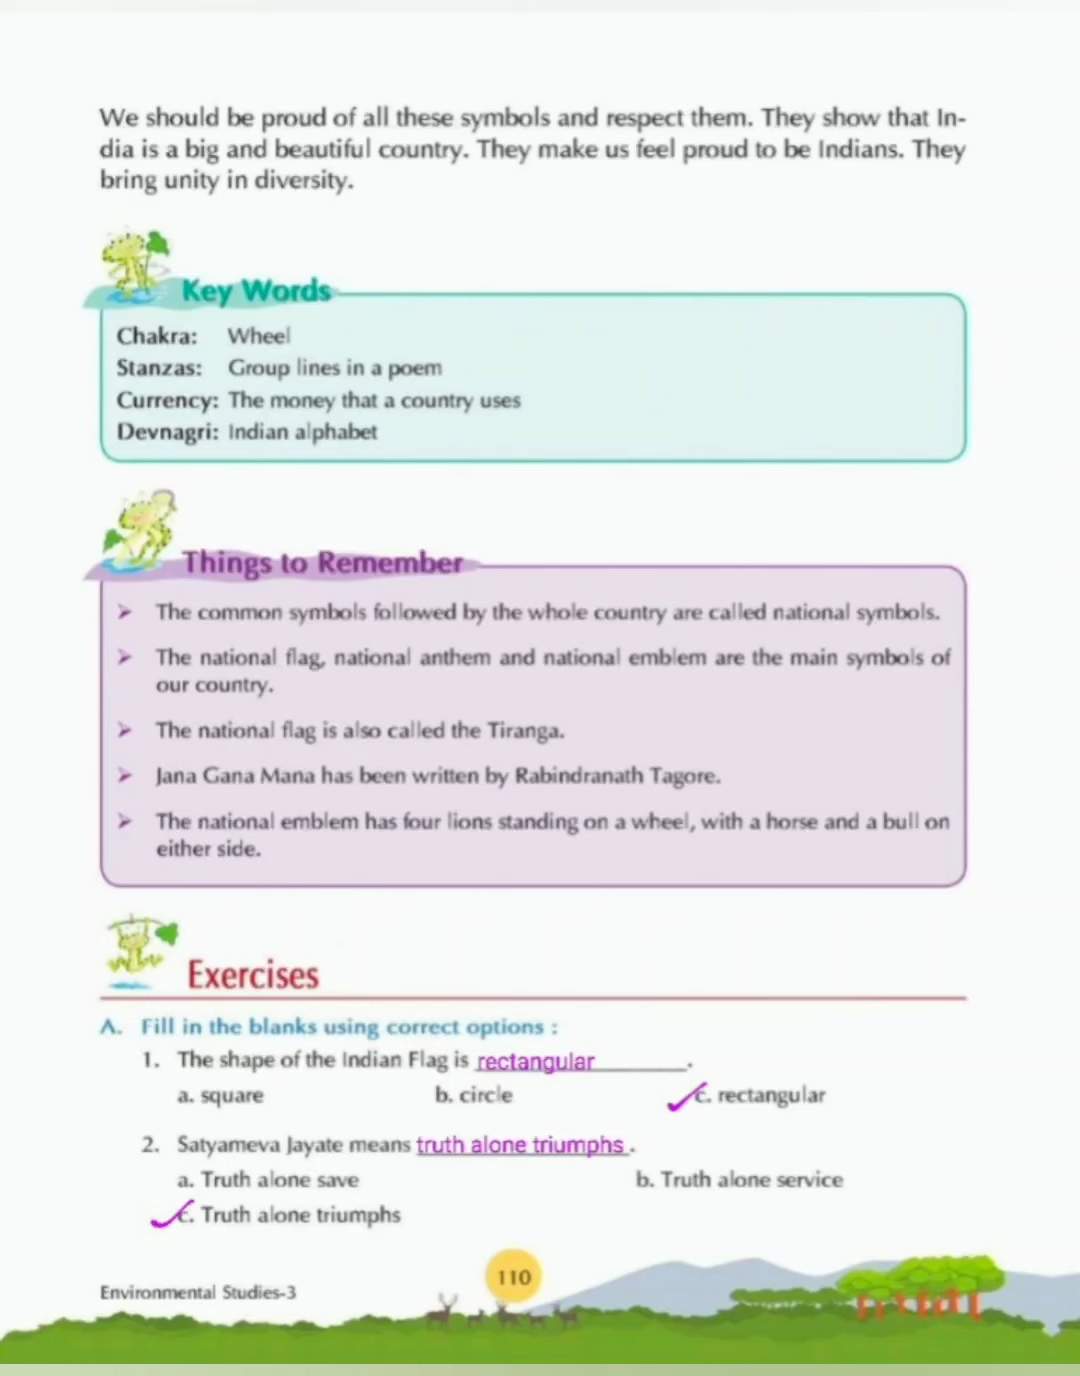 We should be proud of all these symbols and respect them. They show that In-
dia is a big and beautiful country. They make us feel proud to be Indians. They
bring unity in diversity.
Key Words
Chakra: Wheel
Stanzas: Group lines in a poem
Currency: The money that a country uses
Devnagri: Indian alphabet
Things to Remember
➤ The common symbols followed by the whole country are called national symbols.
➤ The national flag, national anthem and national emblem are the main symbols of
our country.
➤ The national flag is also called the Tiranga.
➤ Jana Gana Mana has been written by Rabindranath Tagore.
➤ The national emblem has four lions standing on a wheel, with a horse and a bull on
either side.
Exercises
A. Fill in the blanks using correct options :
1. The shape of the Indian Flag is rectangular.
a. square b. circle c. rectangular
2. Satyameva Jayate means truth alone triumphs.
a. Truth alone save b. Truth alone service
c. Truth alone triumphs
110
Environmental Studies-3